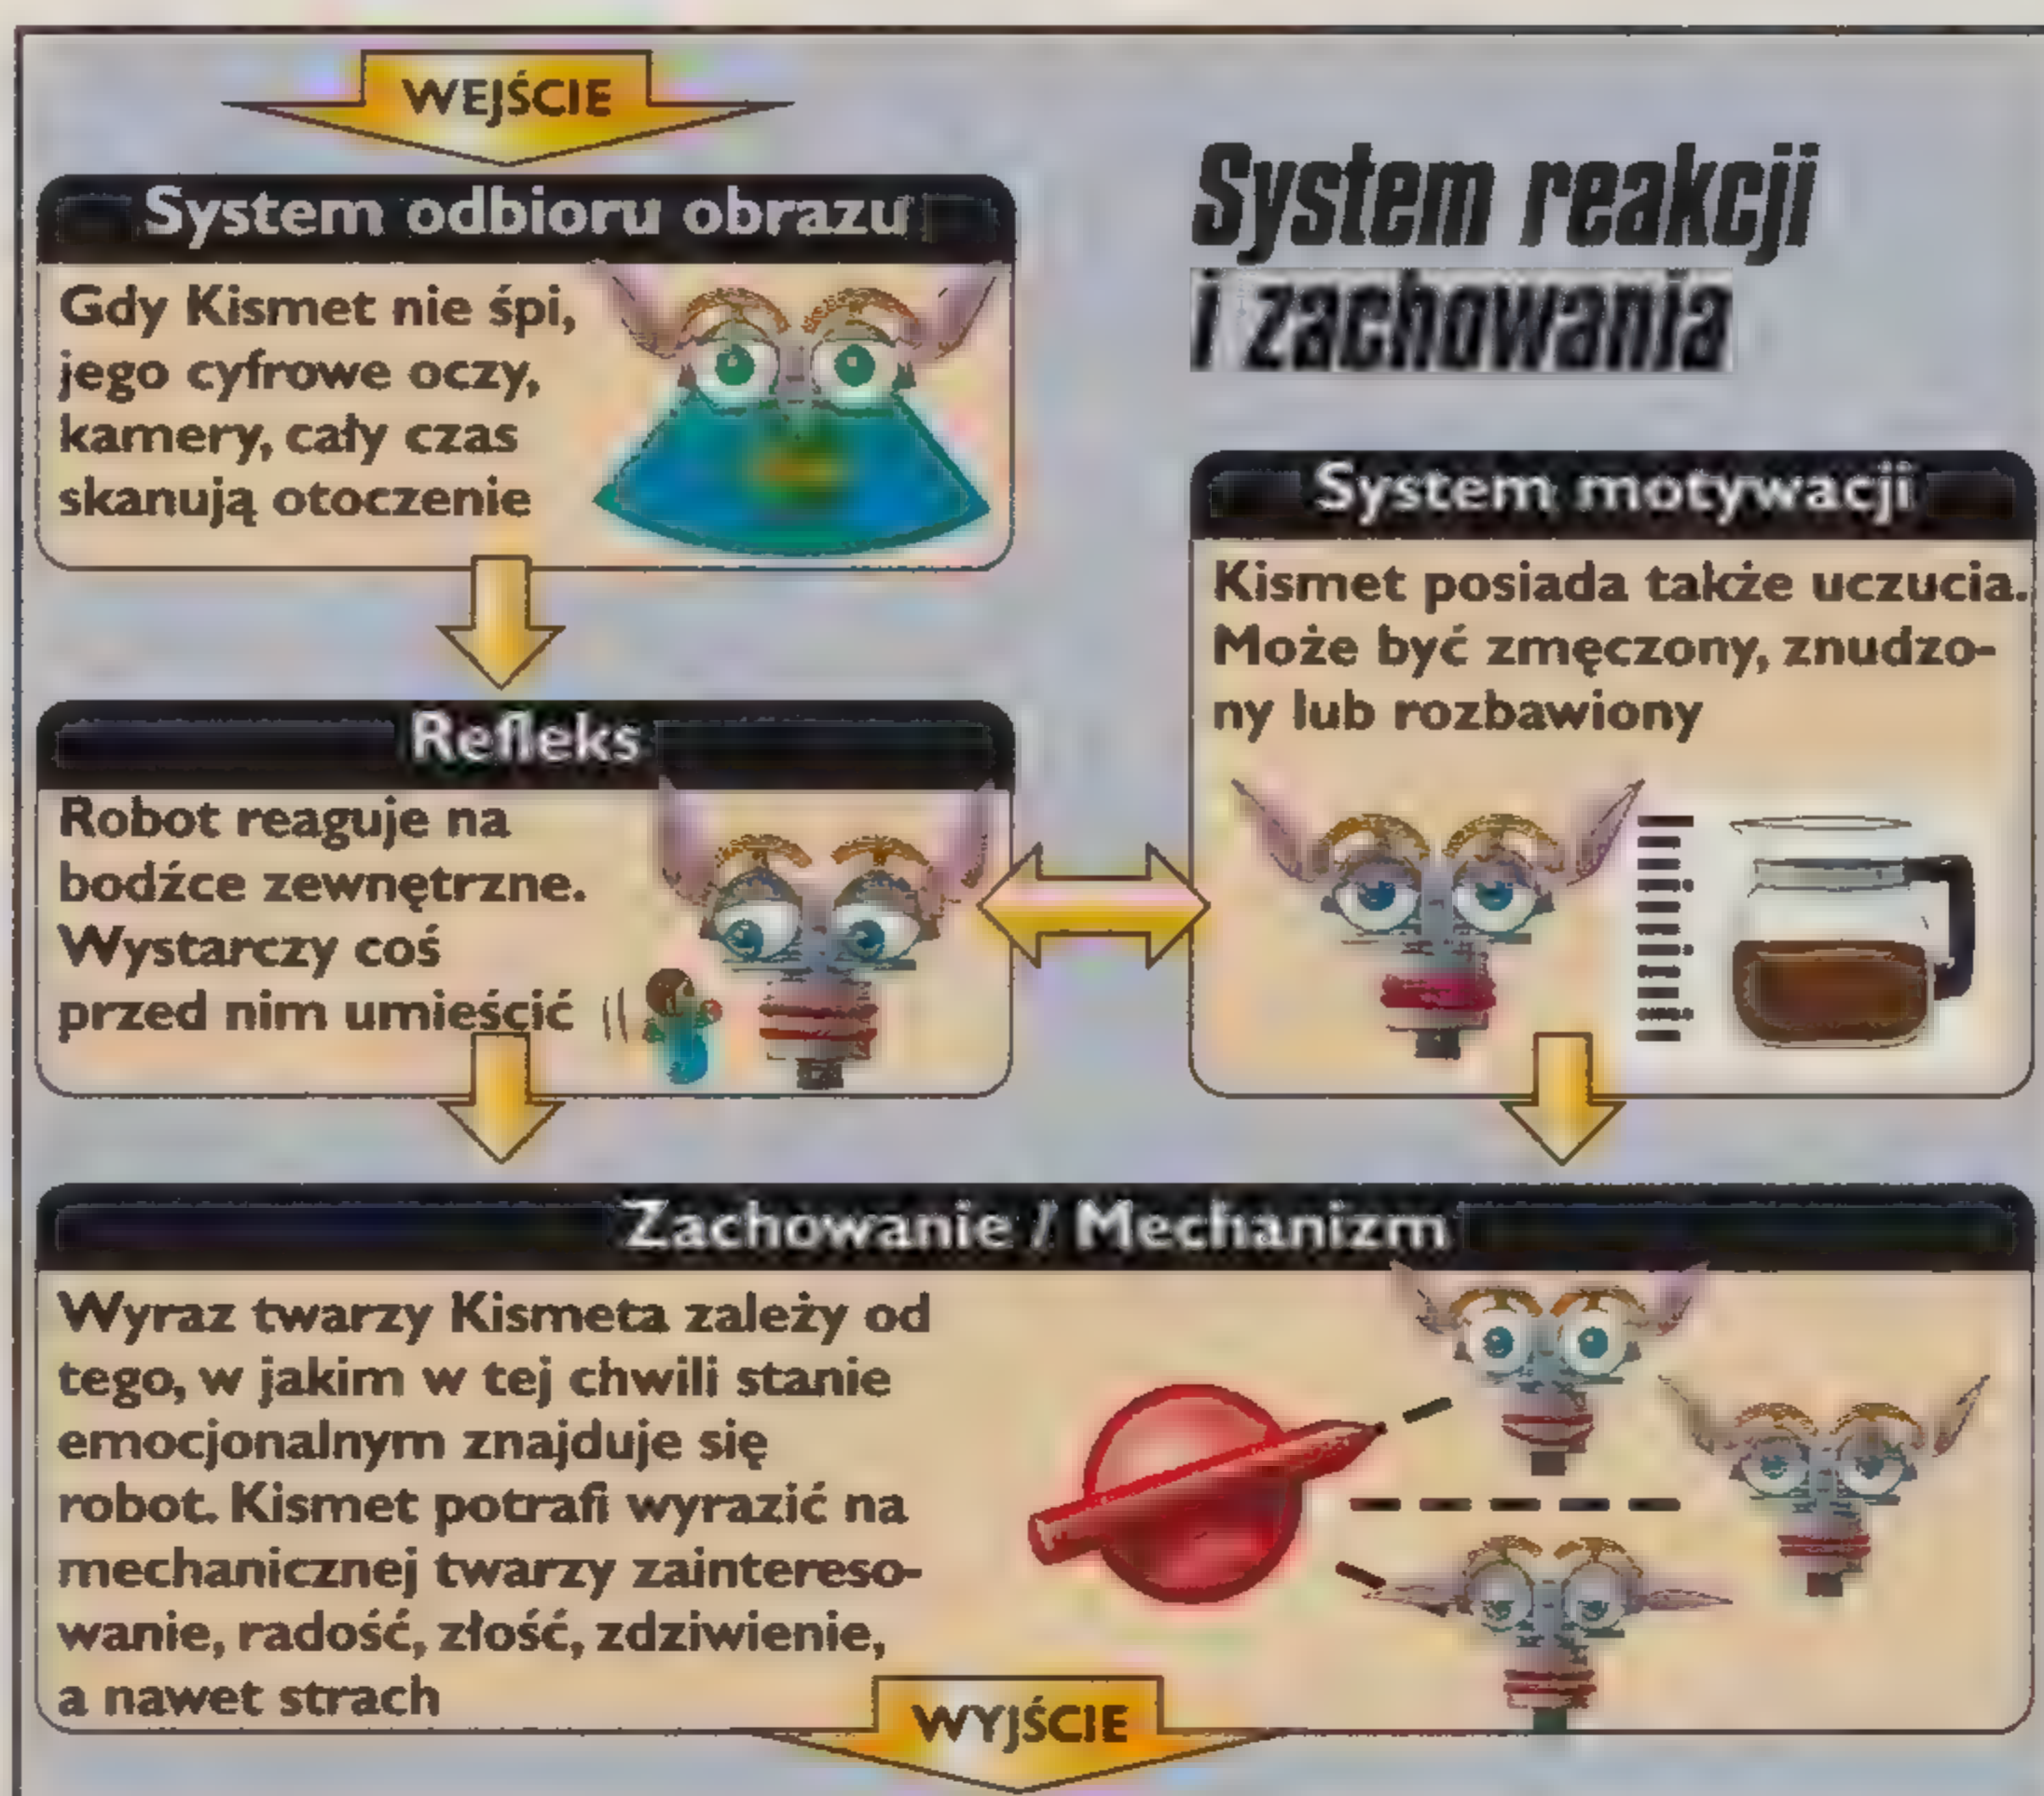 WEJŚCIE
System odbioru obrazu
Gdy Kismet nie śpi,
jego cyfrowe oczy,
kamery, cały czas
skanują otoczenie
System reakcji
i zachowania
System motywacji
Kismet posiada także uczucia.
Może być zmęczony, znudzo-
ny lub rozbawiony
Refleks
Robot reaguje na
bodźce zewnętrzne.
Wystarczy coś
przed nim umieścić
Zachowanie / Mechanizm
Wyraz twarzy Kismeta zależy od
tego, w jakim w tej chwili stanie
emocjonalnym znajduje się
robot. Kismet potrafi wyrazić na
mechanicznej twarzy zaintereso-
wanie, radość, złość, zdziwienie,
a nawet strach
WYJŚCIE